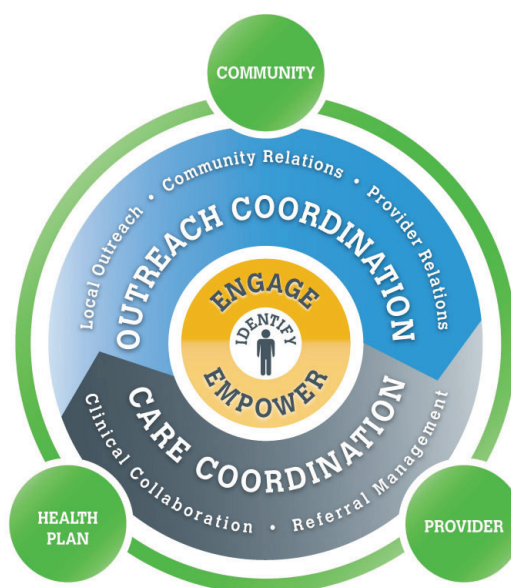 COMMUNITY
Local Outreach • Community Relations • Provider Relations
OUTREACH COORDINATION
ENGAGE
IDENTIFY
EMPOWER
CARE COORDINATION
Clinical Collaboration • Referral Management
HEALTH
PLAN
PROVIDER